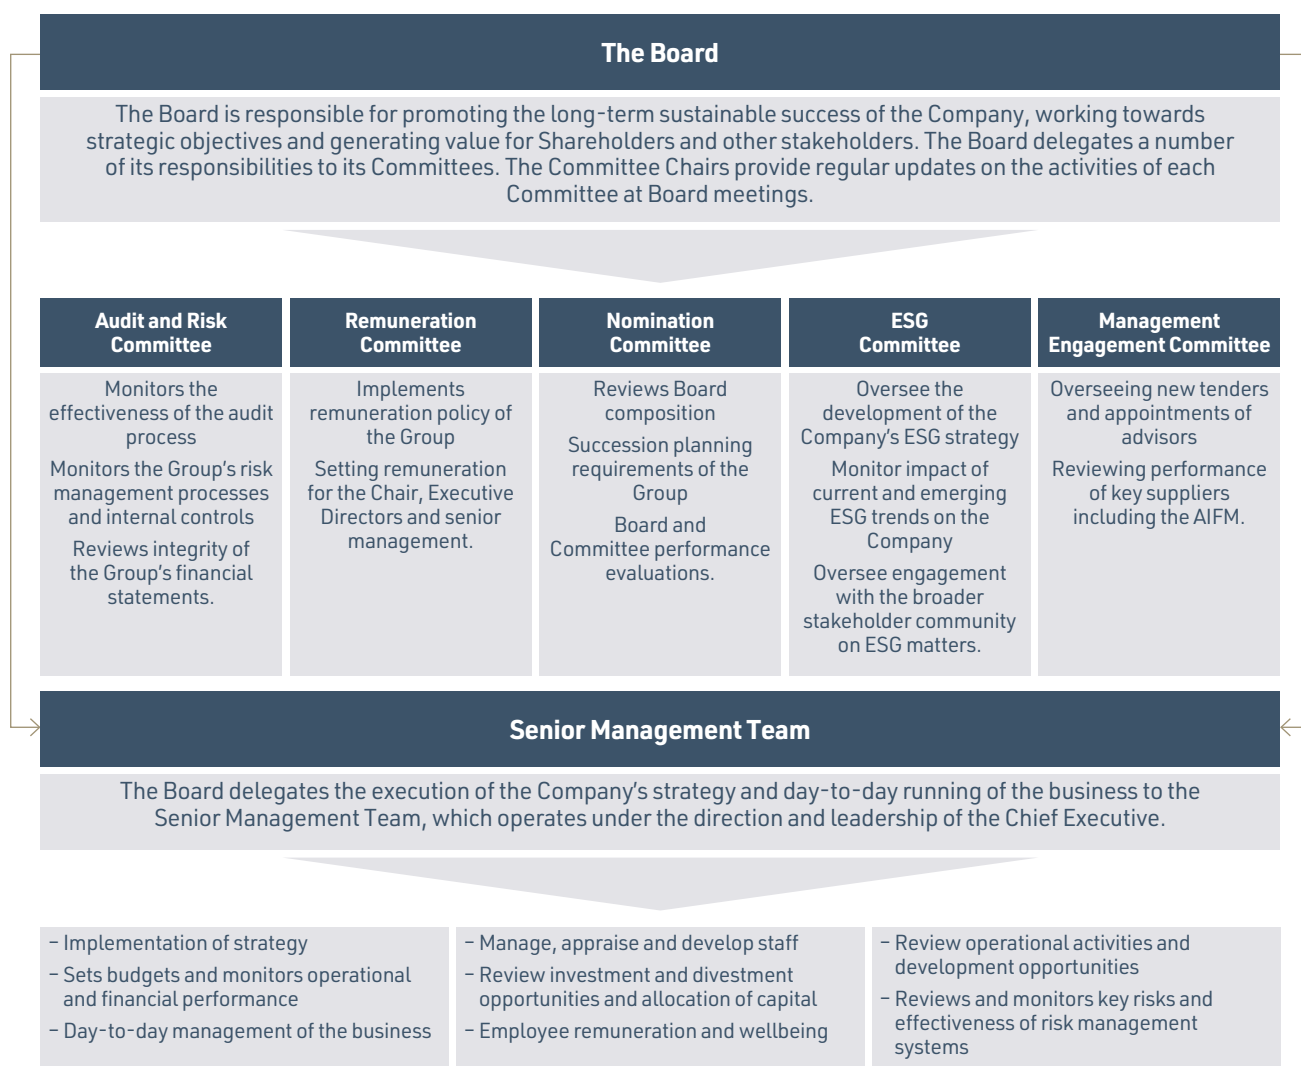 The Board
The Board is responsible for promoting the long-term sustainable success of the Company, working towards
strategic objectives and generating value for Shareholders and other stakeholders. The Board delegates a number
of its responsibilities to its Committees. The Committee Chairs provide regular updates on the activities of each
Committee at Board meetings.
Audit and Risk
Committee
Monitors the
effectiveness of the audit
process
Monitors the Group's risk
management processes
and internal controls
Reviews integrity of
the Group's financial
statements.
Remuneration
Committee
Implements
remuneration policy of
the Group
Setting remuneration
for the Chair, Executive
Directors and senior
management.
Nomination
Committee
Reviews Board
composition
Succession planning
requirements of the
Group
Board and
Committee performance
evaluations.
ESG
Committee
Oversee the
development of the
Company's ESG strategy
Monitor impact of
current and emerging
ESG trends on the
Company
Oversee engagement
with the broader
stakeholder community
on ESG matters.
Management
Engagement Committee
Overseeing new tenders
and appointments of
advisors
Reviewing performance
of key suppliers
including the AIFM.
Senior Management Team
The Board delegates the execution of the Company's strategy and day-to-day running of the business to the
Senior Management Team, which operates under the direction and leadership of the Chief Executive.
– Implementation of strategy
– Sets budgets and monitors operational
and financial performance
– Day-to-day management of the business
– Manage, appraise and develop staff
– Review investment and divestment
opportunities and allocation of capital
– Employee remuneration and wellbeing
– Review operational activities and
development opportunities
– Reviews and monitors key risks and
effectiveness of risk management
systems